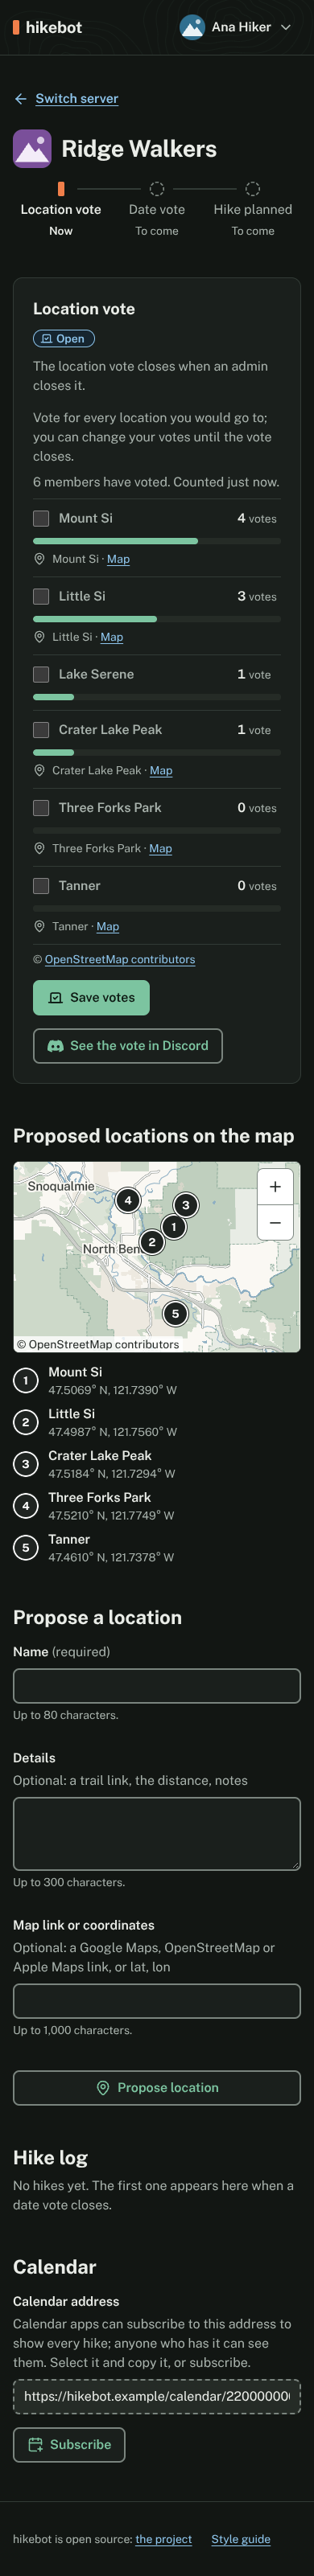 hikebot
Ana Hiker
Switch server
Ridge Walkers
Location vote
Now
Date vote
To come
Hike planned
To come
Location vote
Open
The location vote closes when an admin
closes it.
Vote for every location you would go to;
you can change your votes until the vote
closes.
6 members have voted. Counted just now.
Mount Si
4 votes
Mount Si · Map
Little Si
3 votes
Little Si · Map
Lake Serene
1 vote
Crater Lake Peak
1 vote
Crater Lake Peak · Map
Three Forks Park
0 votes
Three Forks Park · Map
Tanner
0 votes
Tanner · Map
© OpenStreetMap contributors
Save votes
See the vote in Discord
Proposed locations on the map
Snoqualmie
North Ben
4
3
1
2
5
+
−
© OpenStreetMap contributors
1
Mount Si
47.5069° N, 121.7390° W
2
Little Si
47.4987° N, 121.7560° W
3
Crater Lake Peak
47.5184° N, 121.7294° W
4
Three Forks Park
47.5210° N, 121.7749° W
5
Tanner
47.4610° N, 121.7378° W
Propose a location
Name (required)
Up to 80 characters.
Details
Optional: a trail link, the distance, notes
Up to 300 characters.
Map link or coordinates
Optional: a Google Maps, OpenStreetMap or
Apple Maps link, or lat, lon
Up to 1,000 characters.
Propose location
Hike log
No hikes yet. The first one appears here when a
date vote closes.
Calendar
Calendar address
Calendar apps can subscribe to this address to
show every hike; anyone who has it can see
them. Select it and copy it, or subscribe.
https://hikebot.example/calendar/220000000
Subscribe
hikebot is open source: the project
Style guide